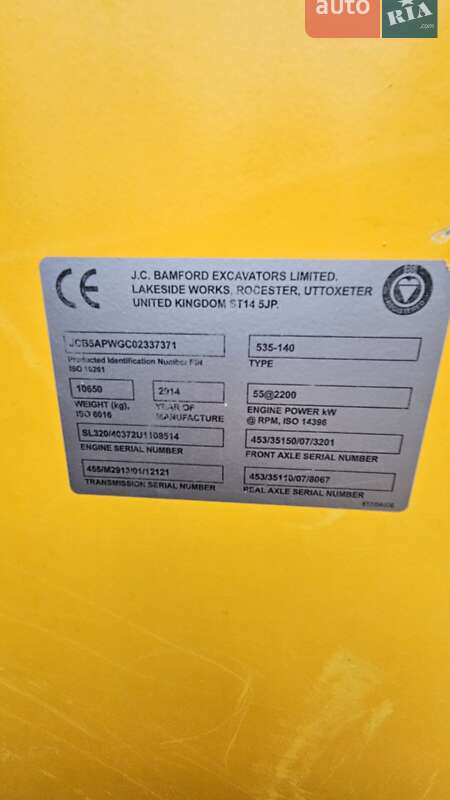 auto RIA
CE
J.C. BAMFORD EXCAVATORS LIMITED.
LAKESIDE WORKS, ROCESTER, UTTOXETER
UNITED KINGDOM ST14 5JP.
BSI
535-140
Producted Identification Number PIN
ISO 10261
TYPE
10650
2014
55@2200
WEIGHT (kg),
ISO 6016
YEAR OF
MANUFACTURE
ENGINE POWER kW
@ RPM, ISO 14396
SL320/40372U1108514
453/35150/07/3201
ENGINE SERIAL NUMBER
FRONT AXLE SERIAL NUMBER
455/M2913/01/12121
453/35110/07/8067
TRANSMISSION SERIAL NUMBER
REAL AXLE SERIAL NUMBER